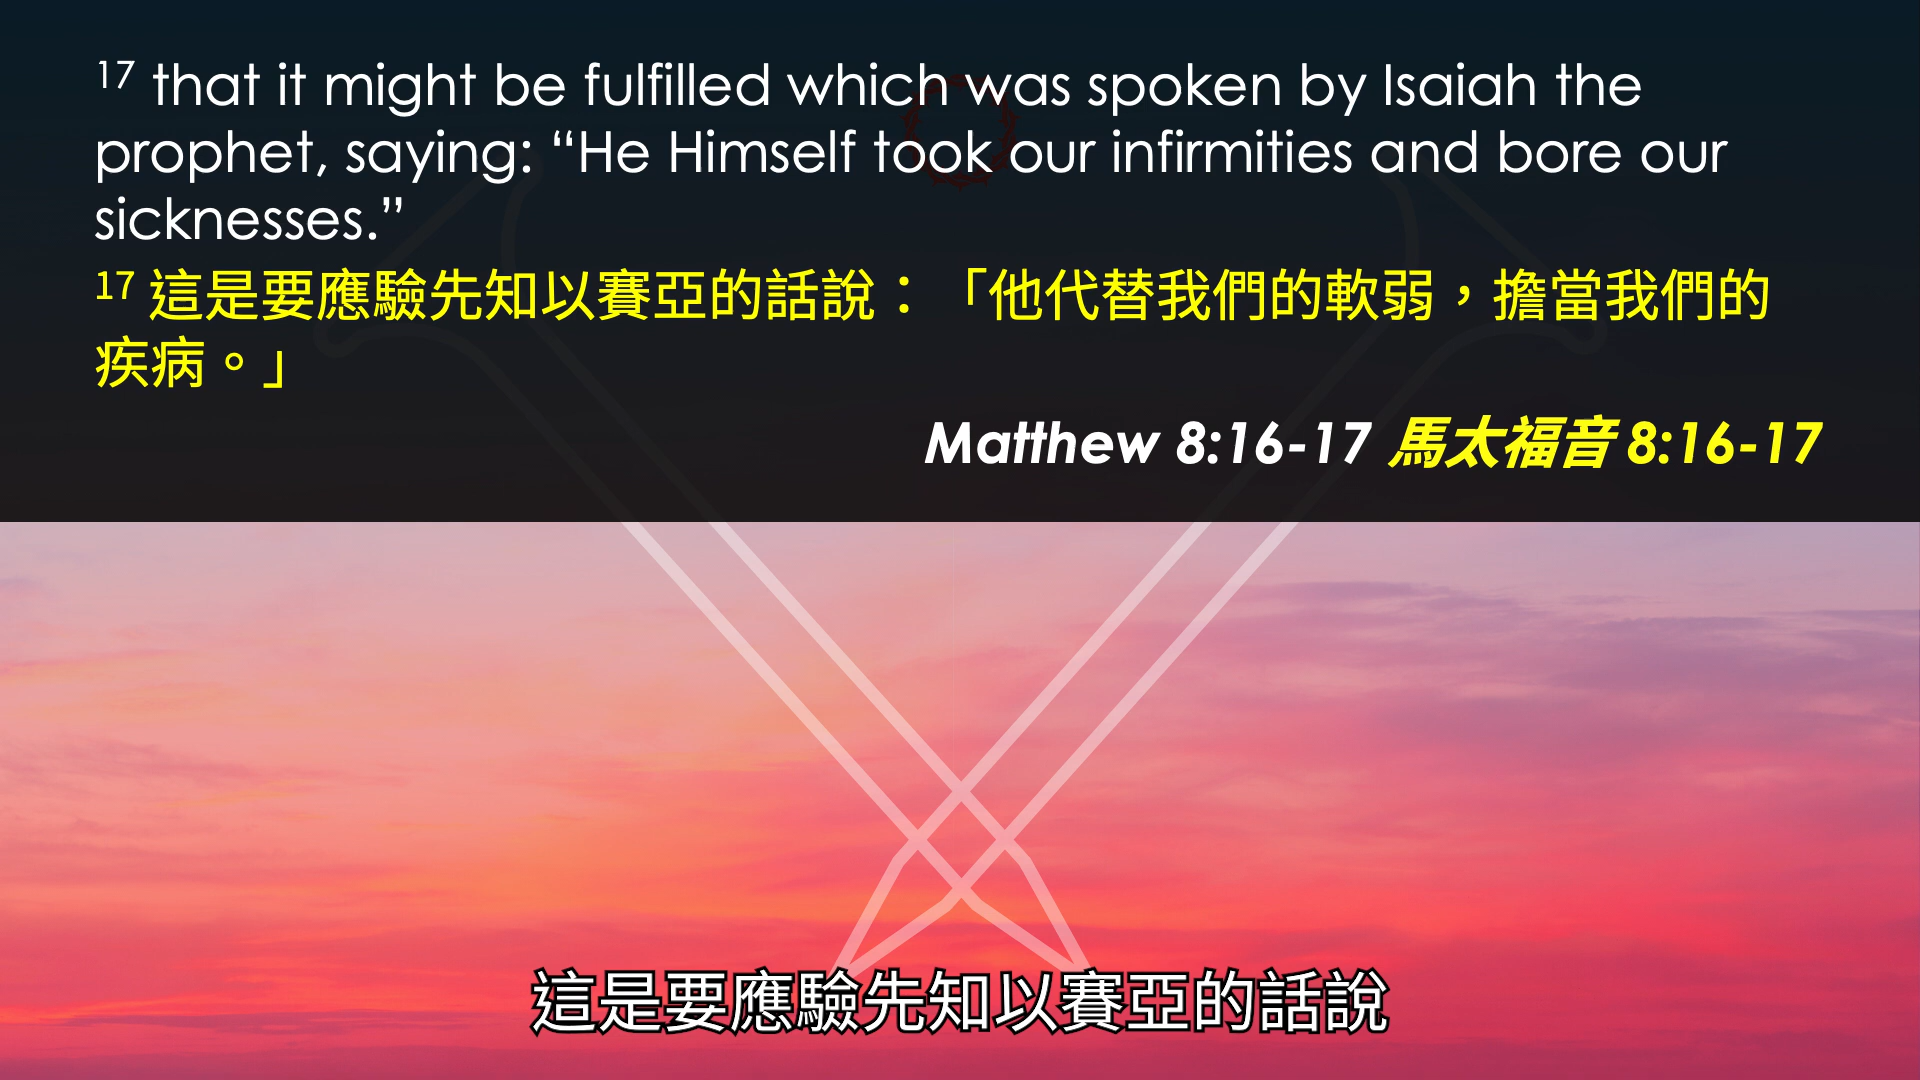 17 that it might be fulfilled which was spoken by Isaiah the
prophet, saying: “He Himself took our infirmities and bore our
sicknesses.”
17 這是要應驗先知以賽亞的話說：「他代替我們的軟弱，擔當我們的
疾病。」
Matthew 8:16-17 馬太福音 8:16-17
這是要應驗先知以賽亞的話說